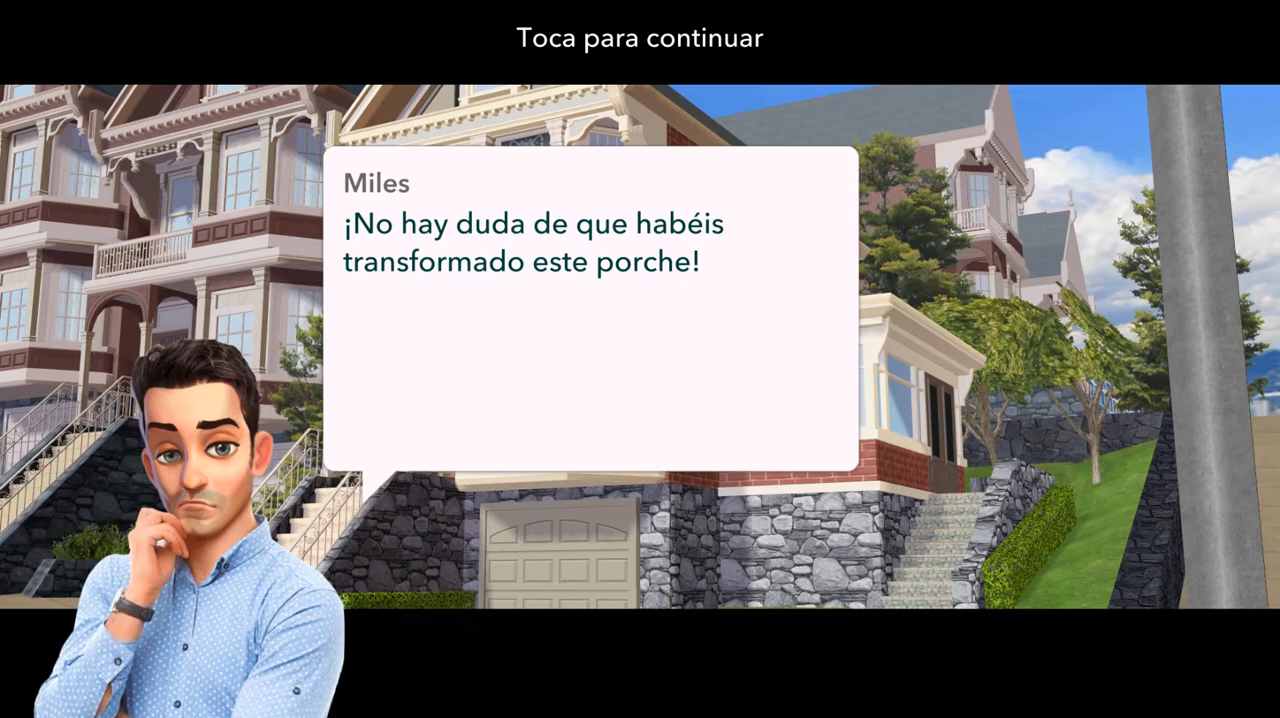 Toca para continuar
Miles
¡No hay duda de que habéis
transformado este porche!